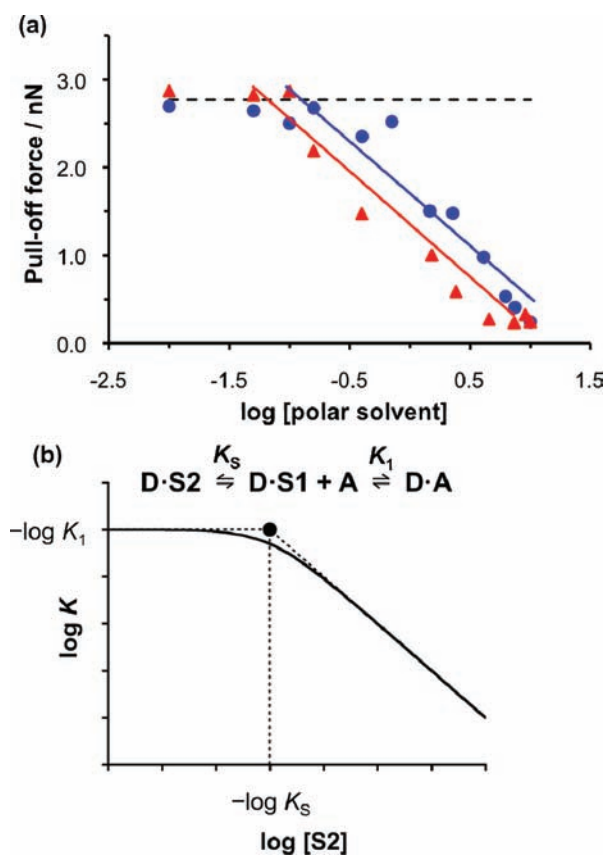 (a)
3.0
2.0
1.0
0.0
Pull-off force / nN
-2.5 -1.5 -0.5 0.5 1.5
log [polar solvent]
(b)
K_S K_1
D·S2 ⇌ D·S1 + A ⇌ D·A
−log K_1
log K
−log K_S
log [S2]